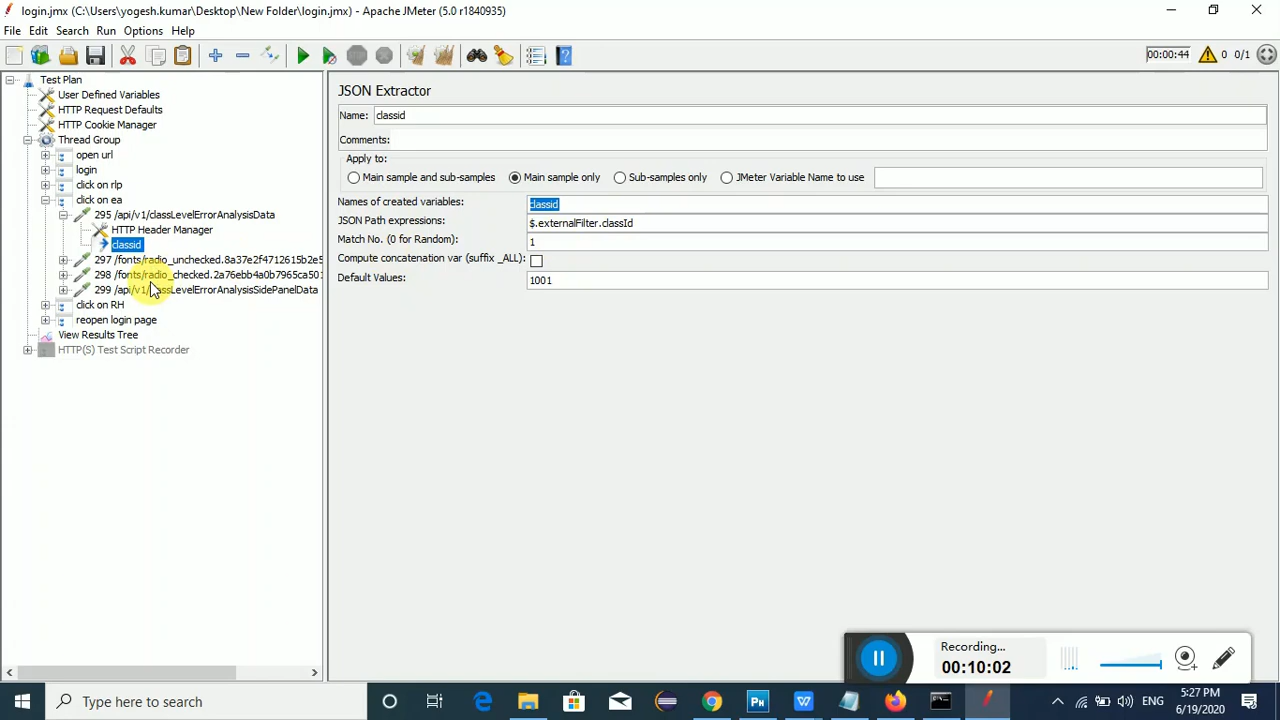 login.jmx (C:\Users\yogesh.kumar\Desktop\New Folder\login.jmx) - Apache JMeter (5.0 r1840935)
File Edit Search Run Options Help
00:00:44 0 0/1
Test Plan
User Defined Variables
HTTP Request Defaults
HTTP Cookie Manager
Thread Group
open url
login
click on rlp
click on ea
295 /api/v1/classLevelErrorAnalysisData
HTTP Header Manager
classid
297 /fonts/radio_unchecked.8a37e2f4712615b2e5
298 /fonts/radio_checked.2a76ebb4a0b7965ca501
299 /api/v1/classLevelErrorAnalysisSidePanelData
click on RH
reopen login page
View Results Tree
HTTP(S) Test Script Recorder
JSON Extractor
Name: classid
Comments:
Apply to:
Main sample and sub-samples Main sample only Sub-samples only JMeter Variable Name to use
Names of created variables: classid
JSON Path expressions: $.externalFilter.classId
Match No. (0 for Random): 1
Compute concatenation var (suffix _ALL):
Default Values: 1001
Recording...
00:10:02
Type here to search
ENG
5:27 PM
6/19/2020